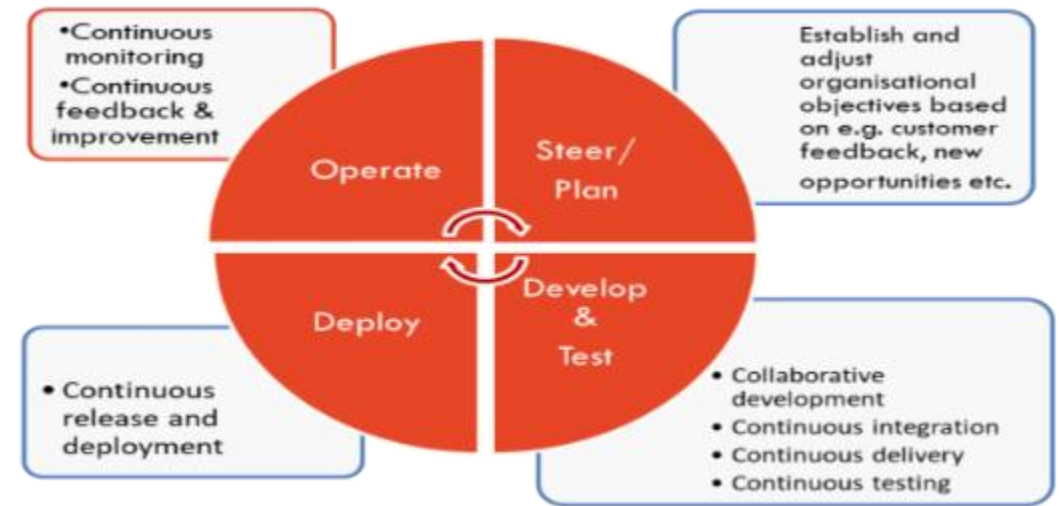 •Continuous
monitoring
•Continuous
feedback &
improvement
Operate
Steer/
Plan
Establish and
adjust
organisational
objectives based
on e.g. customer
feedback, new
opportunities etc.
Deploy
Develop
&
Test
• Continuous
release and
deployment
• Collaborative
development
• Continuous integration
• Continuous delivery
• Continuous testing